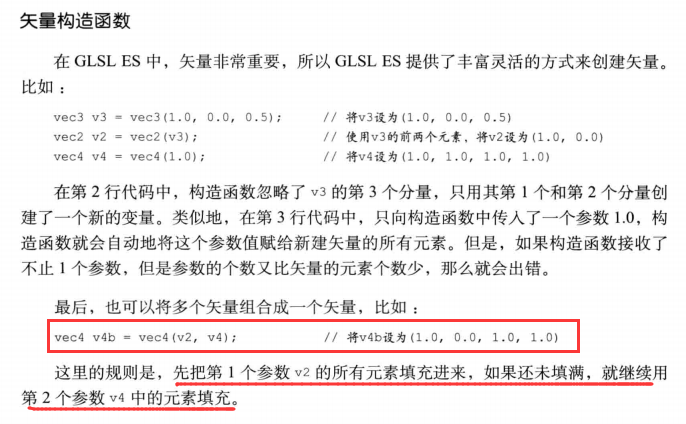 矢量构造函数
在 GLSL ES 中，矢量非常重要，所以 GLSL ES 提供了丰富灵活的方式来创建矢量。
比如：
vec3 v3 = vec3(1.0, 0.0, 0.5); // 将v3设为(1.0, 0.0, 0.5)
vec2 v2 = vec2(v3); // 使用v3的前两个元素，将v2设为(1.0, 0.0)
vec4 v4 = vec4(1.0); // 将v4设为(1.0, 1.0, 1.0, 1.0)
在第 2 行代码中，构造函数忽略了 v3 的第 3 个分量，只用其第 1 个和第 2 个分量创
建了一个新的变量。类似地，在第 3 行代码中，只向构造函数中传入了一个参数 1.0，构
造函数就会自动地将这个参数值赋给新建矢量的所有元素。但是，如果构造函数接收了
不止 1 个参数，但是参数的个数又比矢量的元素个数少，那么就会出错。
最后，也可以将多个矢量组合成一个矢量，比如：
vec4 v4b = vec4(v2, v4); // 将v4b设为(1.0, 0.0, 1.0, 1.0)
这里的规则是，先把第 1 个参数 v2 的所有元素填充进来，如果还未填满，就继续用
第 2 个参数 v4 中的元素填充。